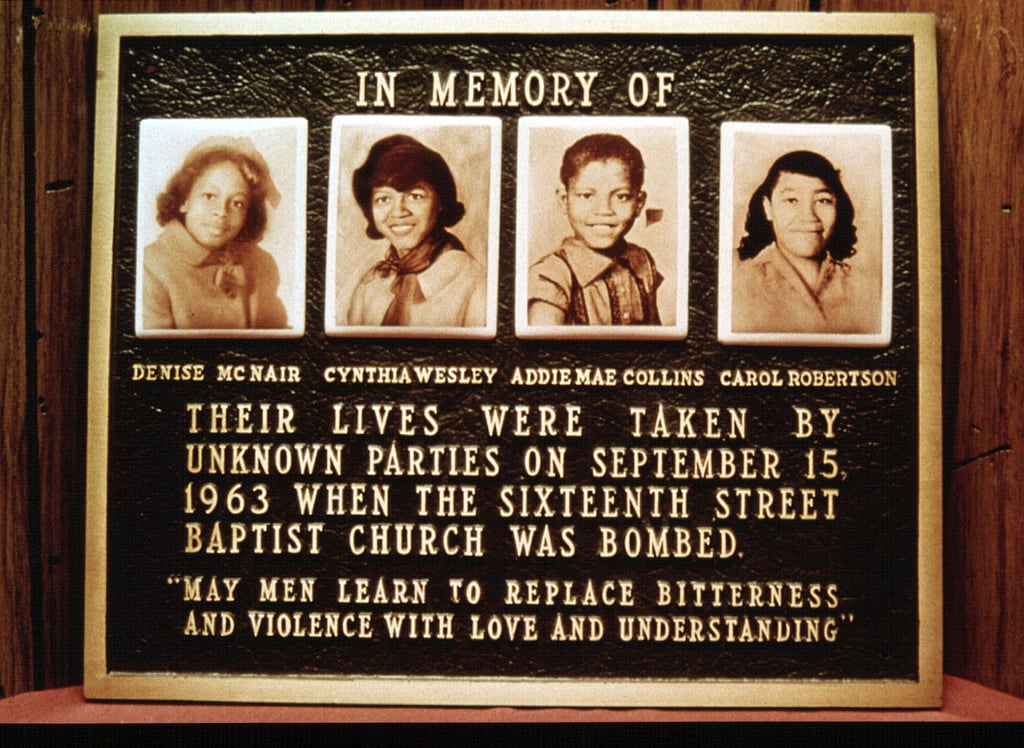 IN MEMORY OF
DENISE MCNAIR CYNTHIA WESLEY ADDIE MAE COLLINS CAROL ROBERTSON
THEIR LIVES WERE TAKEN BY
UNKNOWN PARTIES ON SEPTEMBER 15,
1963 WHEN THE SIXTEENTH STREET
BAPTIST CHURCH WAS BOMBED.
"MAY MEN LEARN TO REPLACE BITTERNESS
AND VIOLENCE WITH LOVE AND UNDERSTANDING"